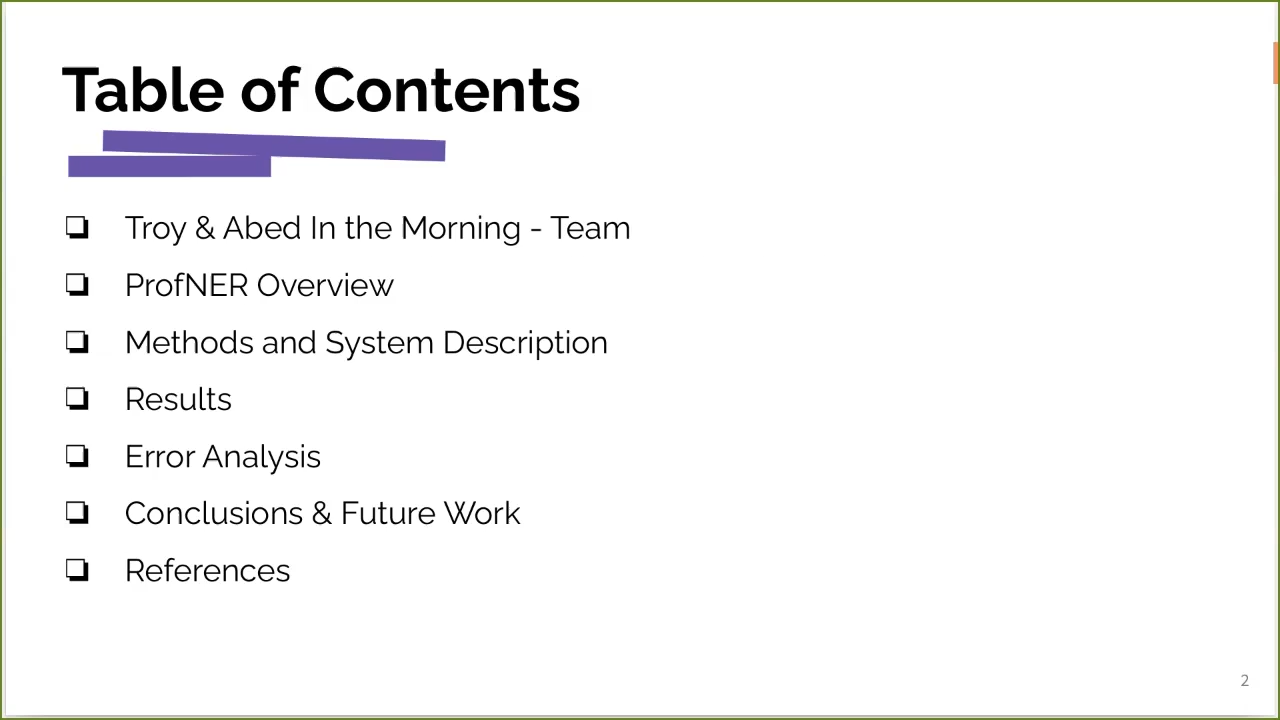 Table of Contents
❏ Troy & Abed In the Morning - Team
❏ ProfNER Overview
❏ Methods and System Description
❏ Results
❏ Error Analysis
❏ Conclusions & Future Work
❏ References
2